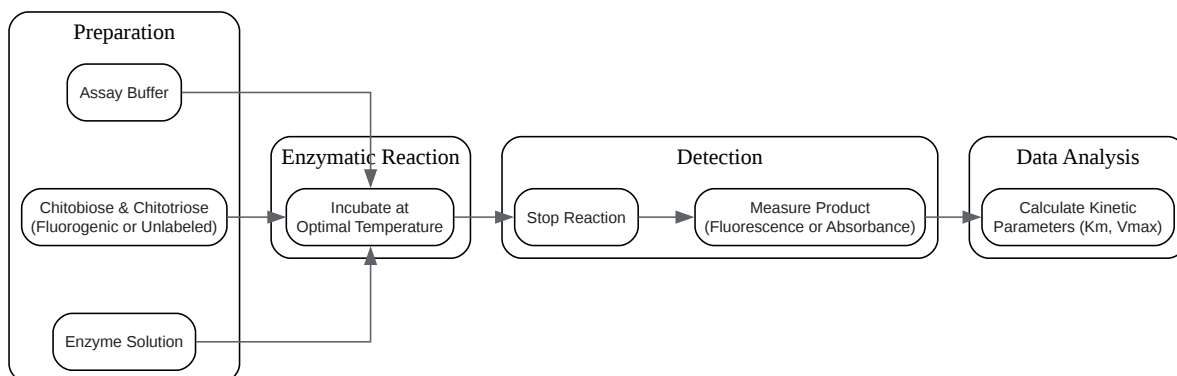 Preparation
Assay Buffer
Chitobiose & Chitotriose
(Fluorogenic or Unlabeled)
Enzyme Solution
Enzymatic Reaction
Incubate at
Optimal Temperature
Detection
Stop Reaction
Measure Product
(Fluorescence or Absorbance)
Data Analysis
Calculate Kinetic
Parameters (Km, Vmax)